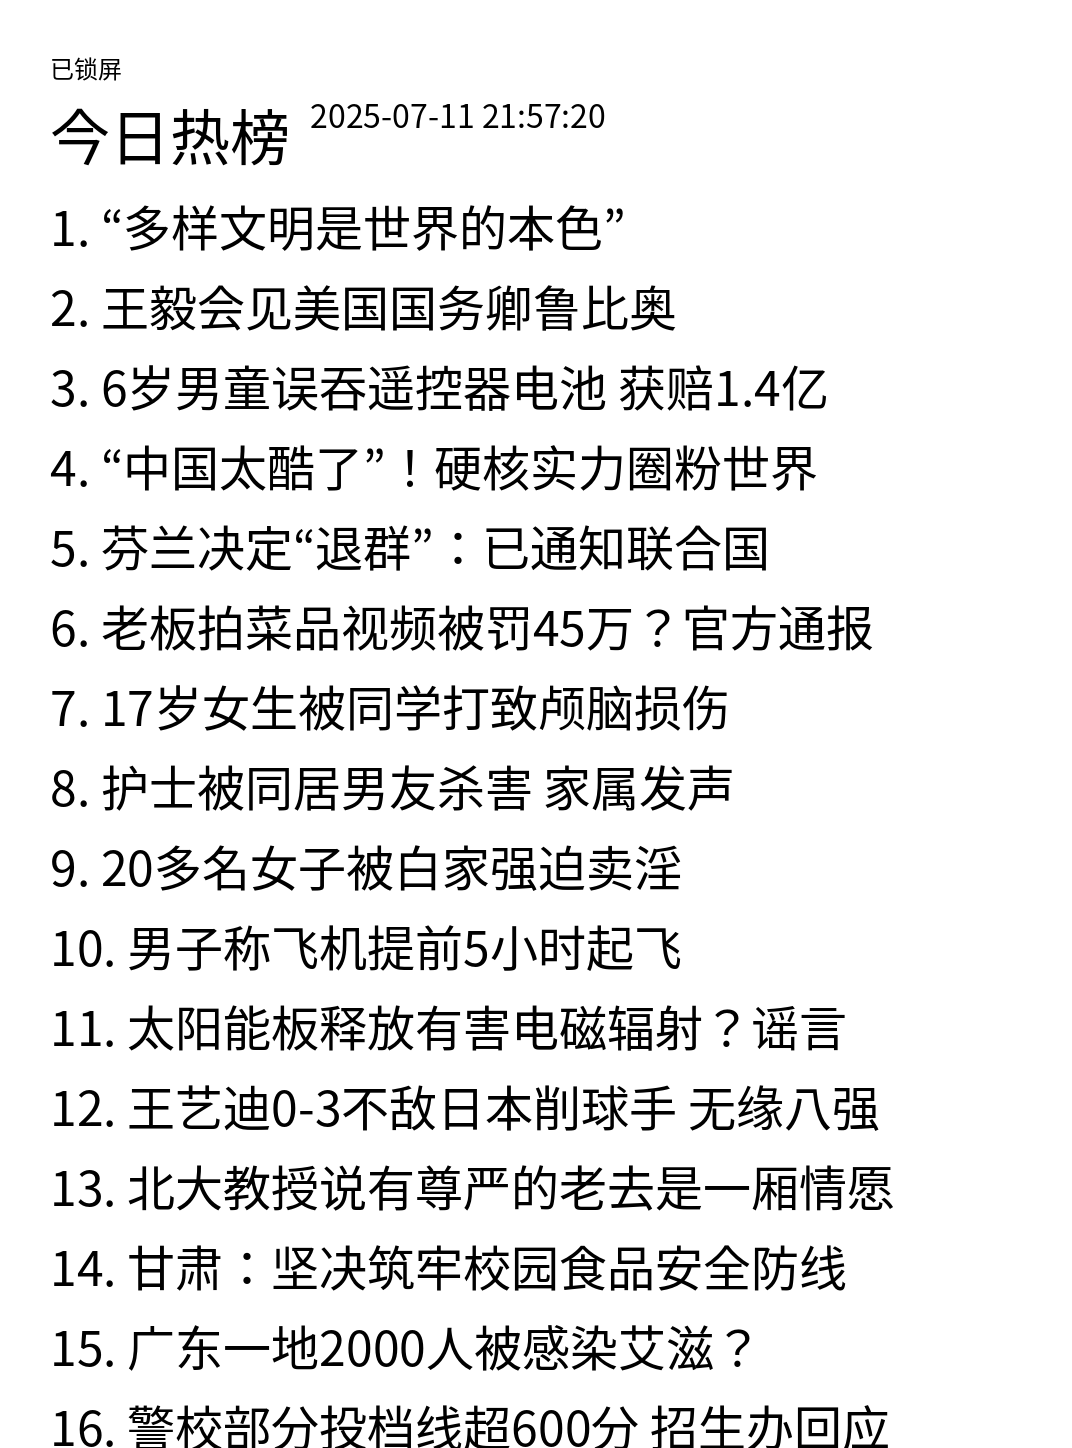 已锁屏
今日热榜 2025-07-11 21:57:20
1. “多样文明是世界的本色”
2. 王毅会见美国国务卿鲁比奥
3. 6岁男童误吞遥控器电池 获赔1.4亿
4. “中国太酷了”！硬核实力圈粉世界
5. 芬兰决定“退群”：已通知联合国
6. 老板拍菜品视频被罚45万？官方通报
7. 17岁女生被同学打致颅脑损伤
8. 护士被同居男友杀害 家属发声
9. 20多名女子被白家强迫卖淫
10. 男子称飞机提前5小时起飞
11. 太阳能板释放有害电磁辐射？谣言
12. 王艺迪0-3不敌日本削球手 无缘八强
13. 北大教授说有尊严的老去是一厢情愿
14. 甘肃：坚决筑牢校园食品安全防线
15. 广东一地2000人被感染艾滋？
16. 警校部分投档线超600分 招生办回应